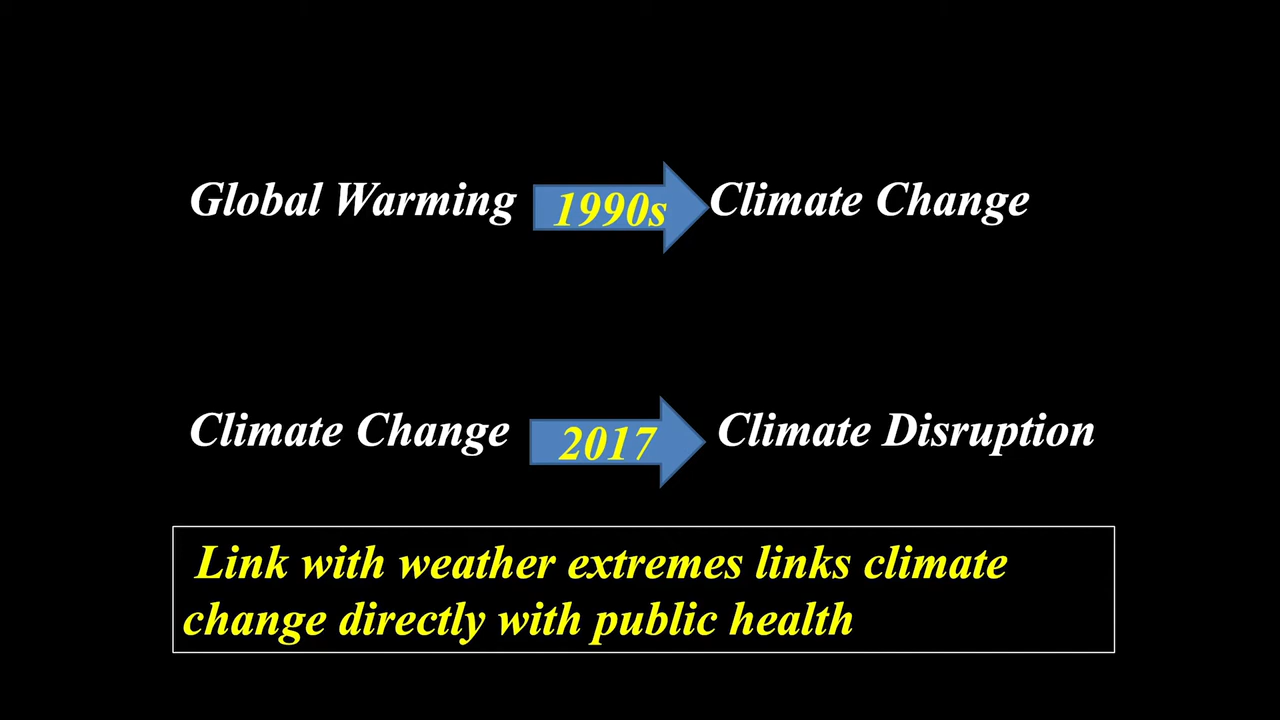 Global Warming 1990s Climate Change
Climate Change 2017 Climate Disruption
Link with weather extremes links climate
change directly with public health